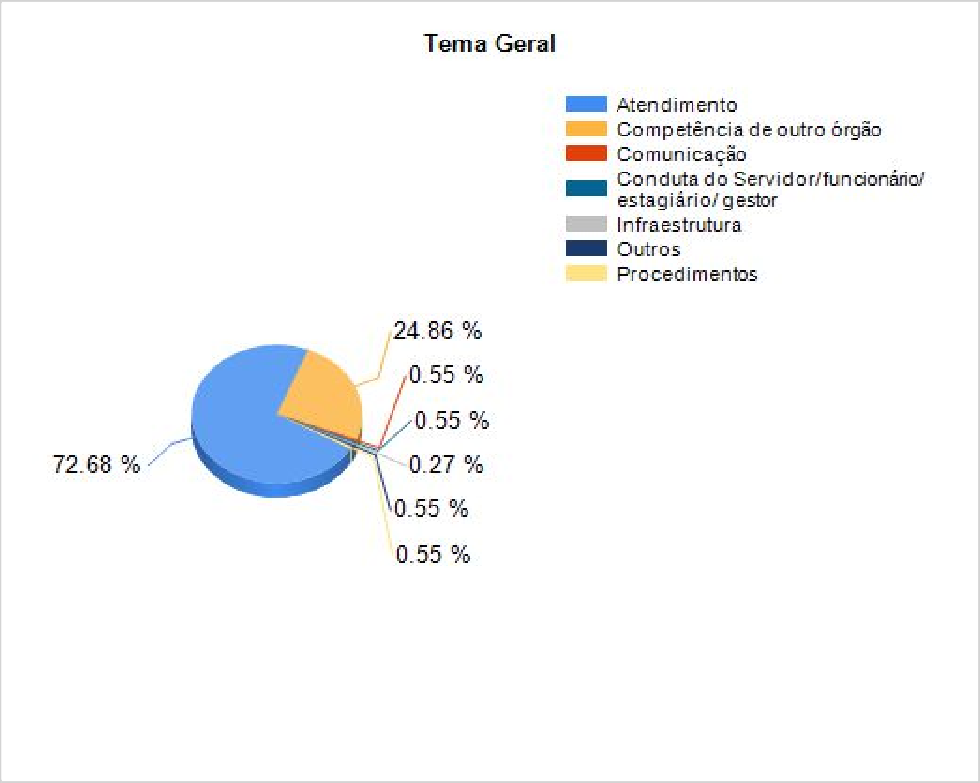 Tema Geral
Atendimento
Competência de outro órgão
Comunicação
Conduta do Servidor/funcionário/
estagiário/ gestor
Infraestrutura
Outros
Procedimentos
24.86 %
0.55 %
0.55 %
72.68 %
0.27 %
0.55 %
0.55 %